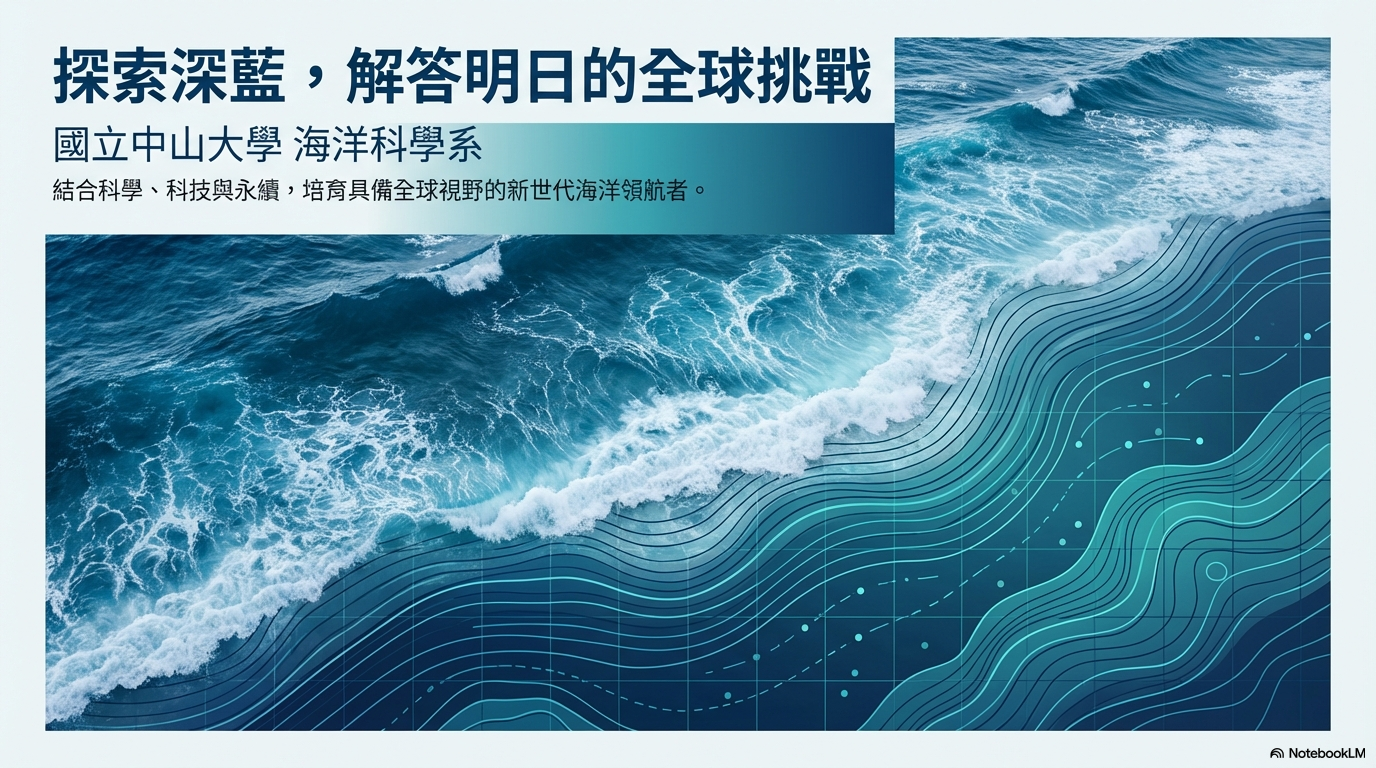 探索深藍，解答明日的全球挑戰
國立中山大學 海洋科學系
結合科學、科技與永續，培育具備全球視野的新世代海洋領航者。
NotebookLM